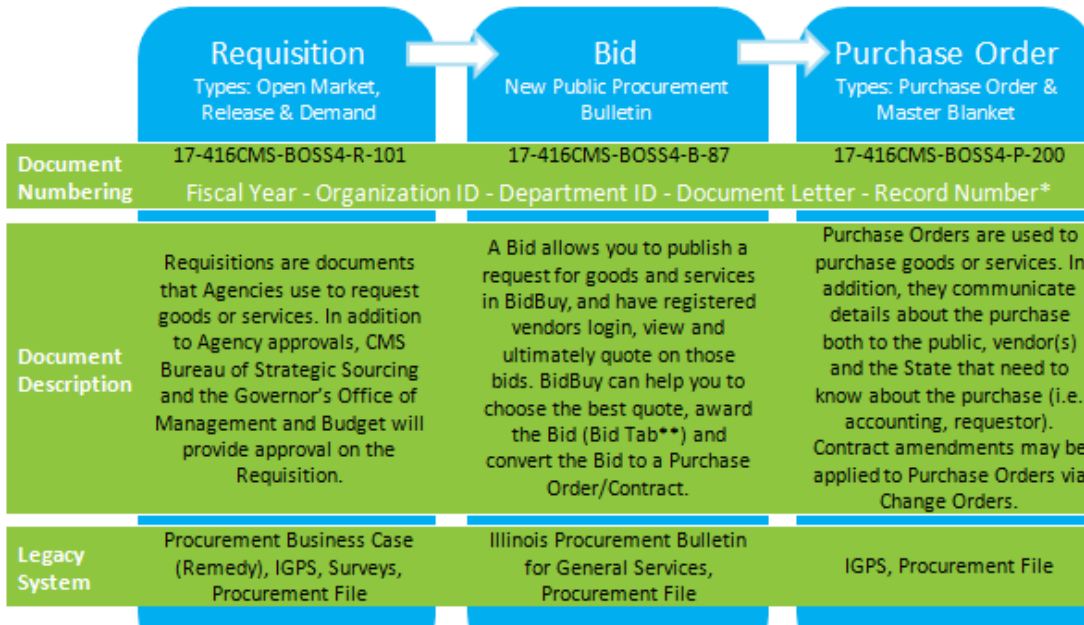 Requisition
Types: Open Market,
Release & Demand
Bid
New Public Procurement
Bulletin
Purchase Order
Types: Purchase Order &
Master Blanket
Document
Numbering
17-416CMS-BOSS4-R-101
17-416CMS-BOSS4-B-87
17-416CMS-BOSS4-P-200
Fiscal Year - Organization ID - Department ID - Document Letter - Record Number*
Document
Description
Requisitions are documents
that Agencies use to request
goods or services. In addition
to Agency approvals, CMS
Bureau of Strategic Sourcing
and the Governor's Office of
Management and Budget will
provide approval on the
Requisition.
A Bid allows you to publish a
request for goods and services
in BidBuy, and have registered
vendors login, view and
ultimately quote on those
bids. BidBuy can help you to
choose the best quote, award
the Bid (Bid Tab**) and
convert the Bid to a Purchase
Order/Contract.
Purchase Orders are used to
purchase goods or services. In
addition, they communicate
details about the purchase
both to the public, vendor(s)
and the State that need to
know about the purchase (i.e.
accounting, requestor).
Contract amendments may be
applied to Purchase Orders via
Change Orders.
Legacy
System
Procurement Business Case
(Remedy), IGPS, Surveys,
Procurement File
Illinois Procurement Bulletin
for General Services,
Procurement File
IGPS, Procurement File